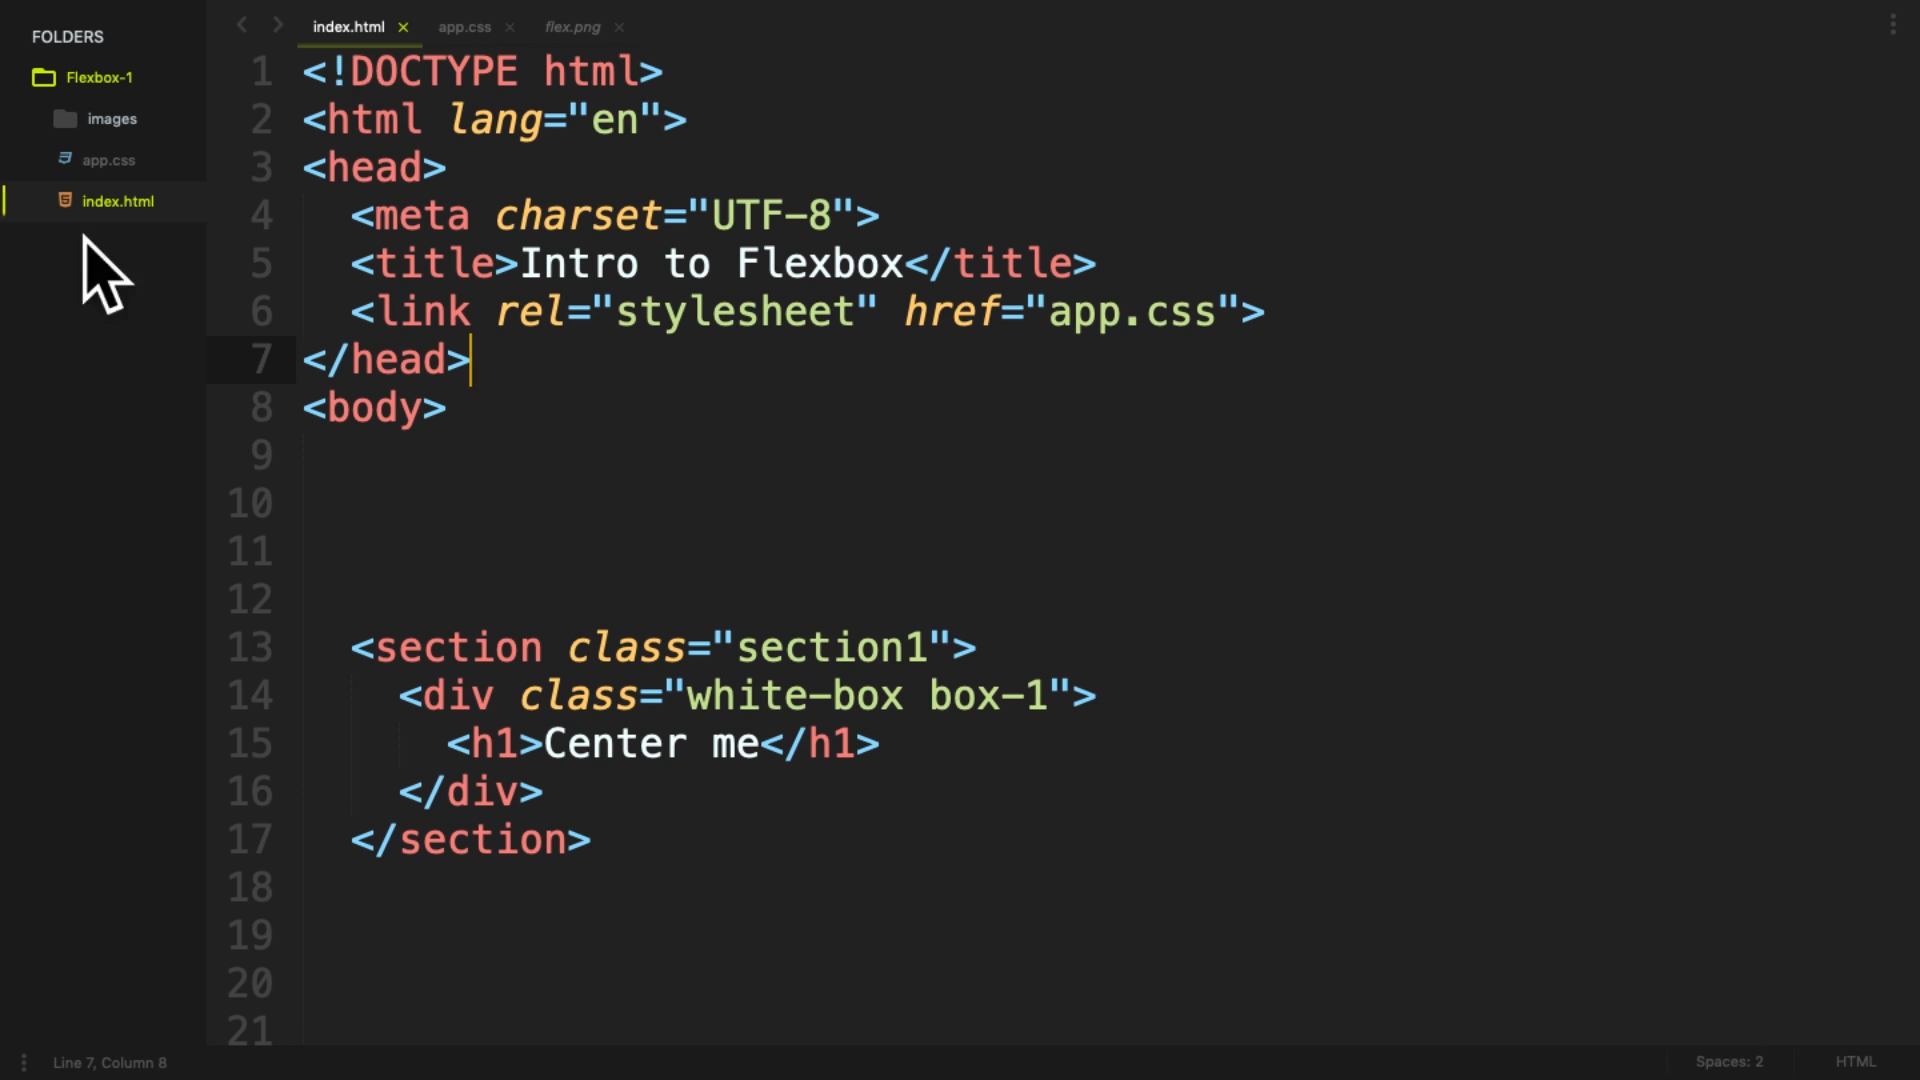 FOLDERS
Flexbox-1
images
app.css
index.html
index.html × app.css × flex.png ×
1 <!DOCTYPE html>
2 <html lang="en">
3 <head>
4 <meta charset="UTF-8">
5 <title>Intro to Flexbox</title>
6 <link rel="stylesheet" href="app.css">
7 </head>
8 <body>
9
10
11
12
13 <section class="section1">
14 <div class="white-box box-1">
15 <h1>Center me</h1>
16 </div>
17 </section>
18
19
20
21
Line 7, Column 8
Spaces: 2
HTML